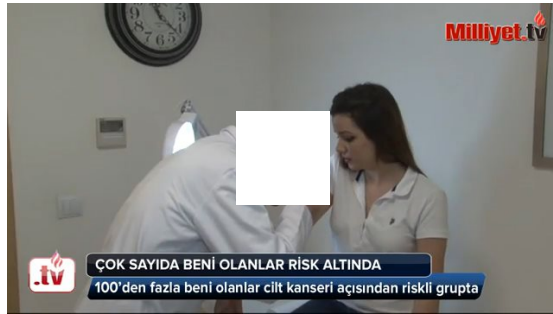 Milliyet.tv
ÇOK SAYIDA BENİ OLANLAR RİSK ALTINDA
.tv
100'den fazla beni olanlar cilt kanseri açısından riskli grupta